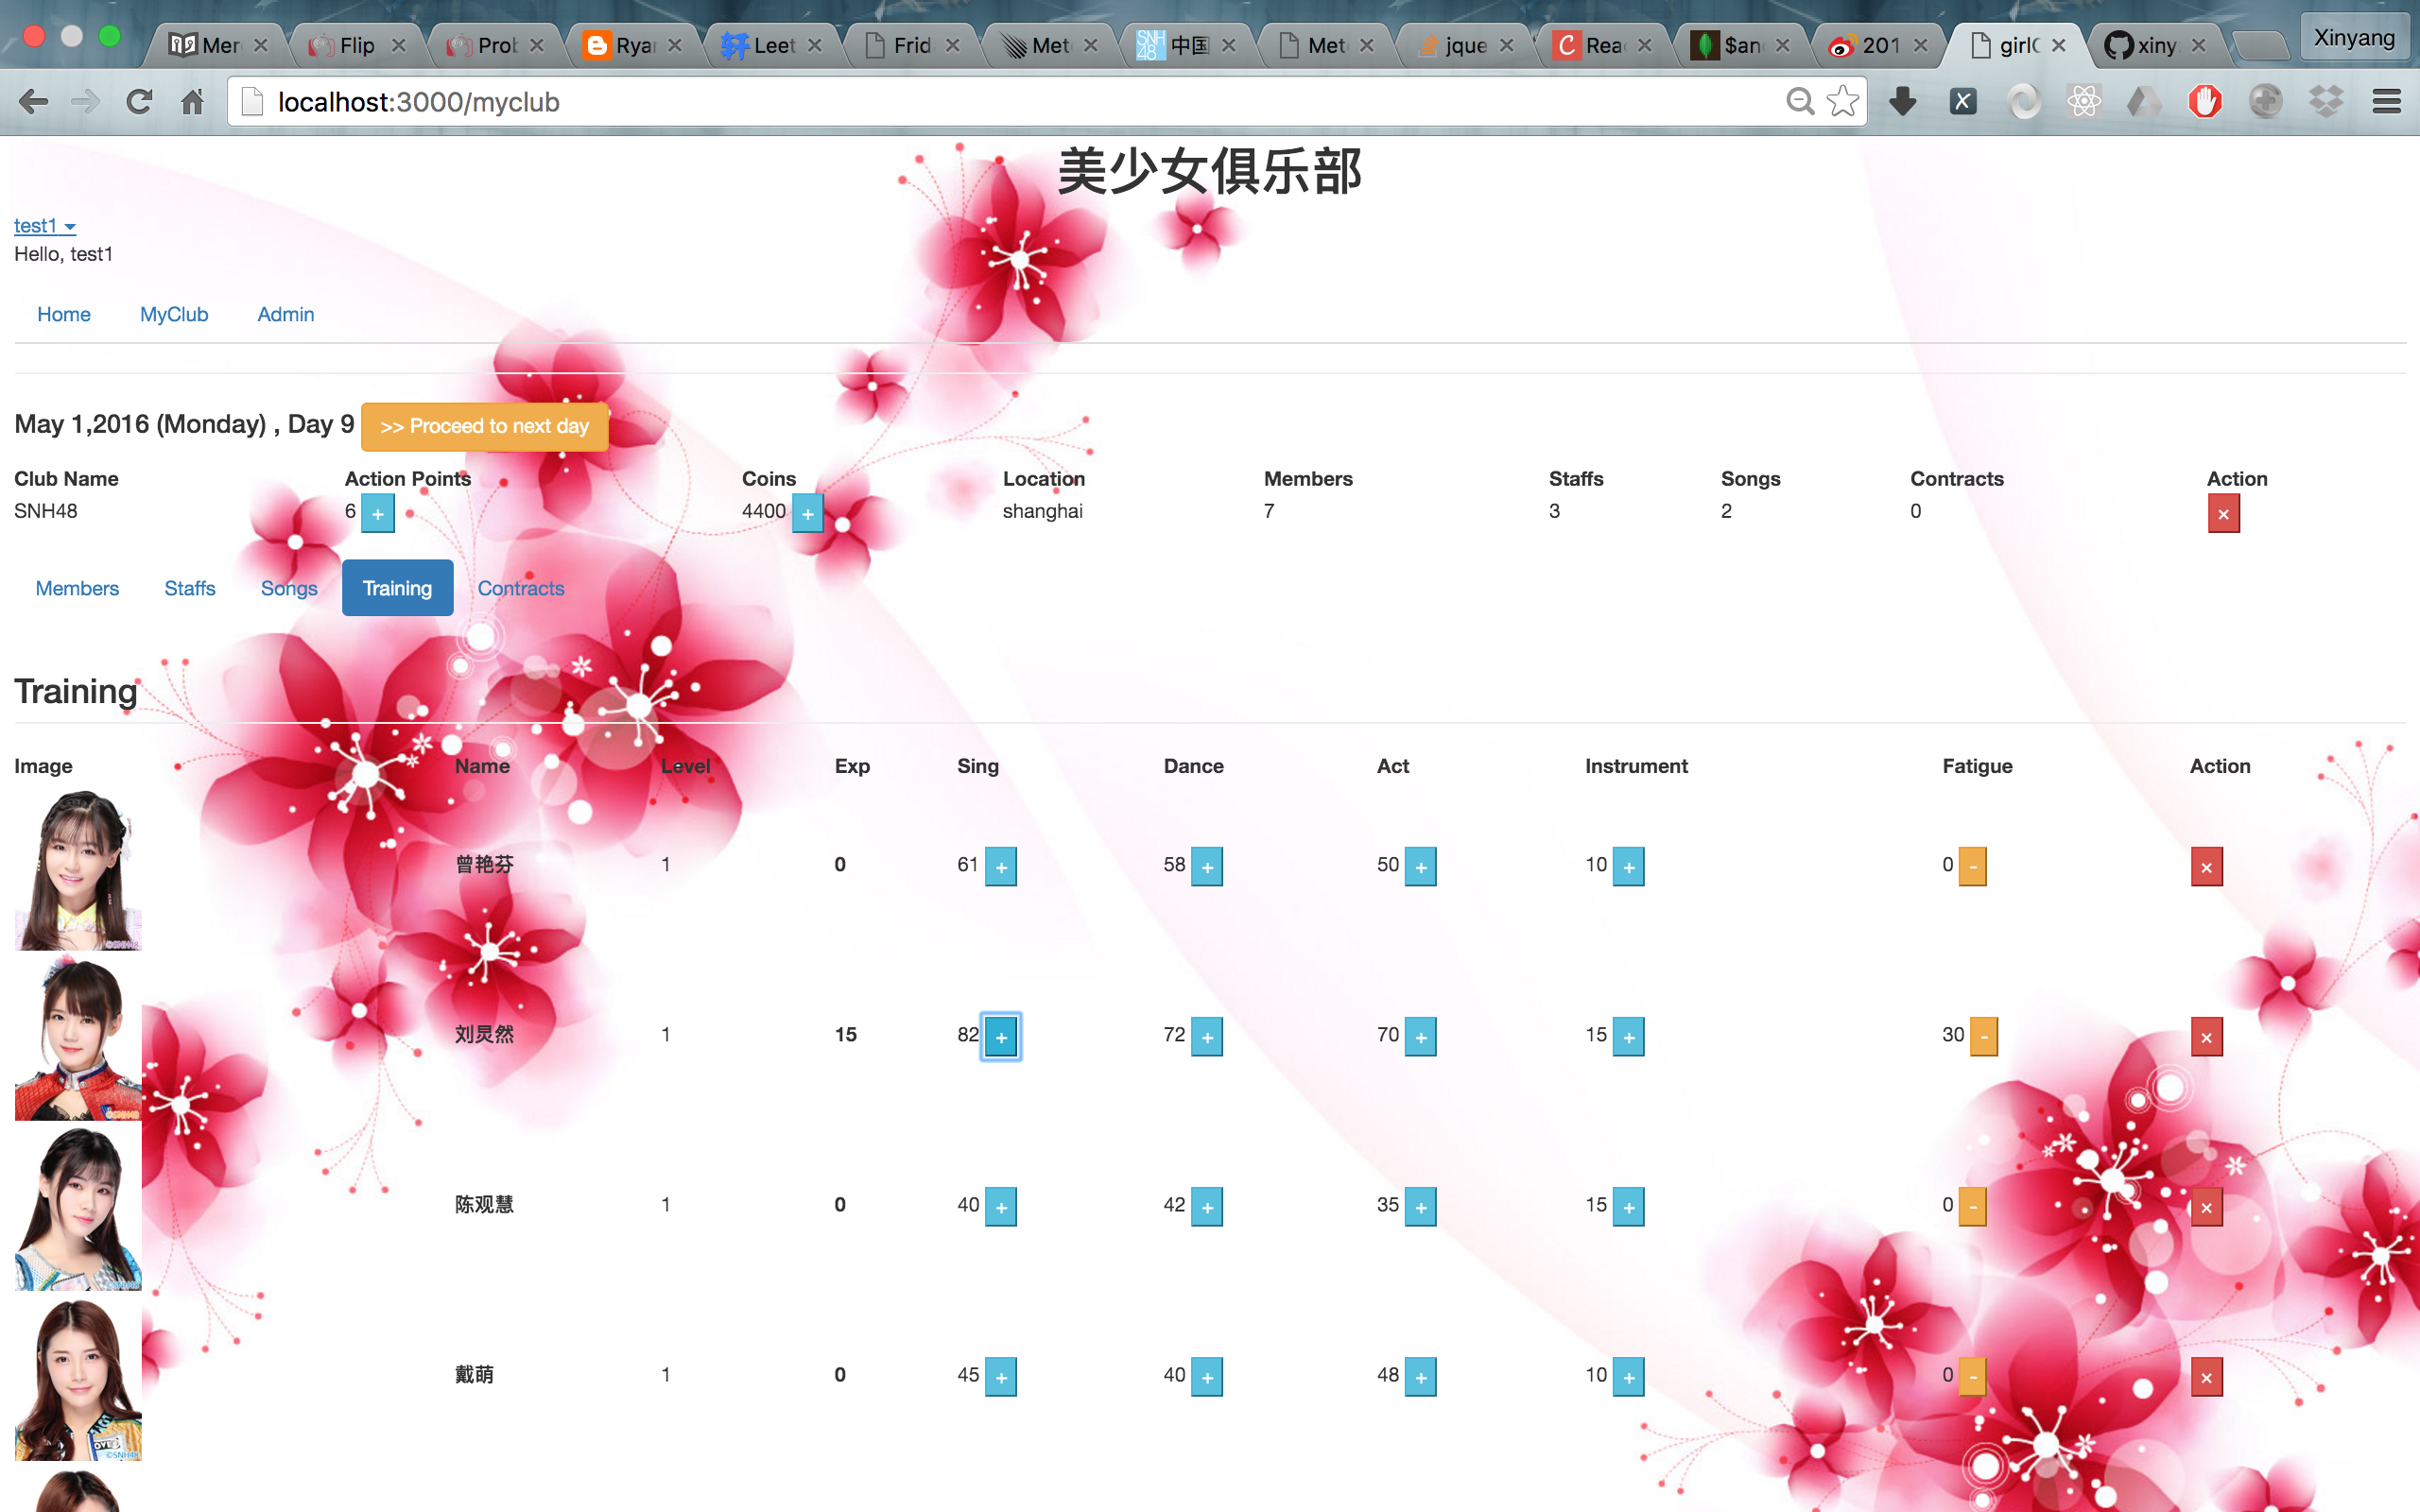 Mer Flip Prob Ryan Leet Frid Met 中国 Met jque Rea $an 201 girlC xiny Xinyang
localhost:3000/myclub
美少女俱乐部
test1
Hello, test1
Home MyClub Admin
May 1,2016 (Monday) , Day 9 >> Proceed to next day
Club Name Action Points Coins Location Members Staffs Songs Contracts Action
SNH48 6 + 4400 + shanghai 7 3 2 0 ×
Members Staffs Songs Training Contracts
Training
Image Name Level Exp Sing Dance Act Instrument Fatigue Action
曾艳芬 1 0 61 + 58 + 50 + 10 + 0 - ×
刘炅然 1 15 82 + 72 + 70 + 15 + 30 - ×
陈观慧 1 0 40 + 42 + 35 + 15 + 0 - ×
戴萌 1 0 45 + 40 + 48 + 10 + 0 - ×